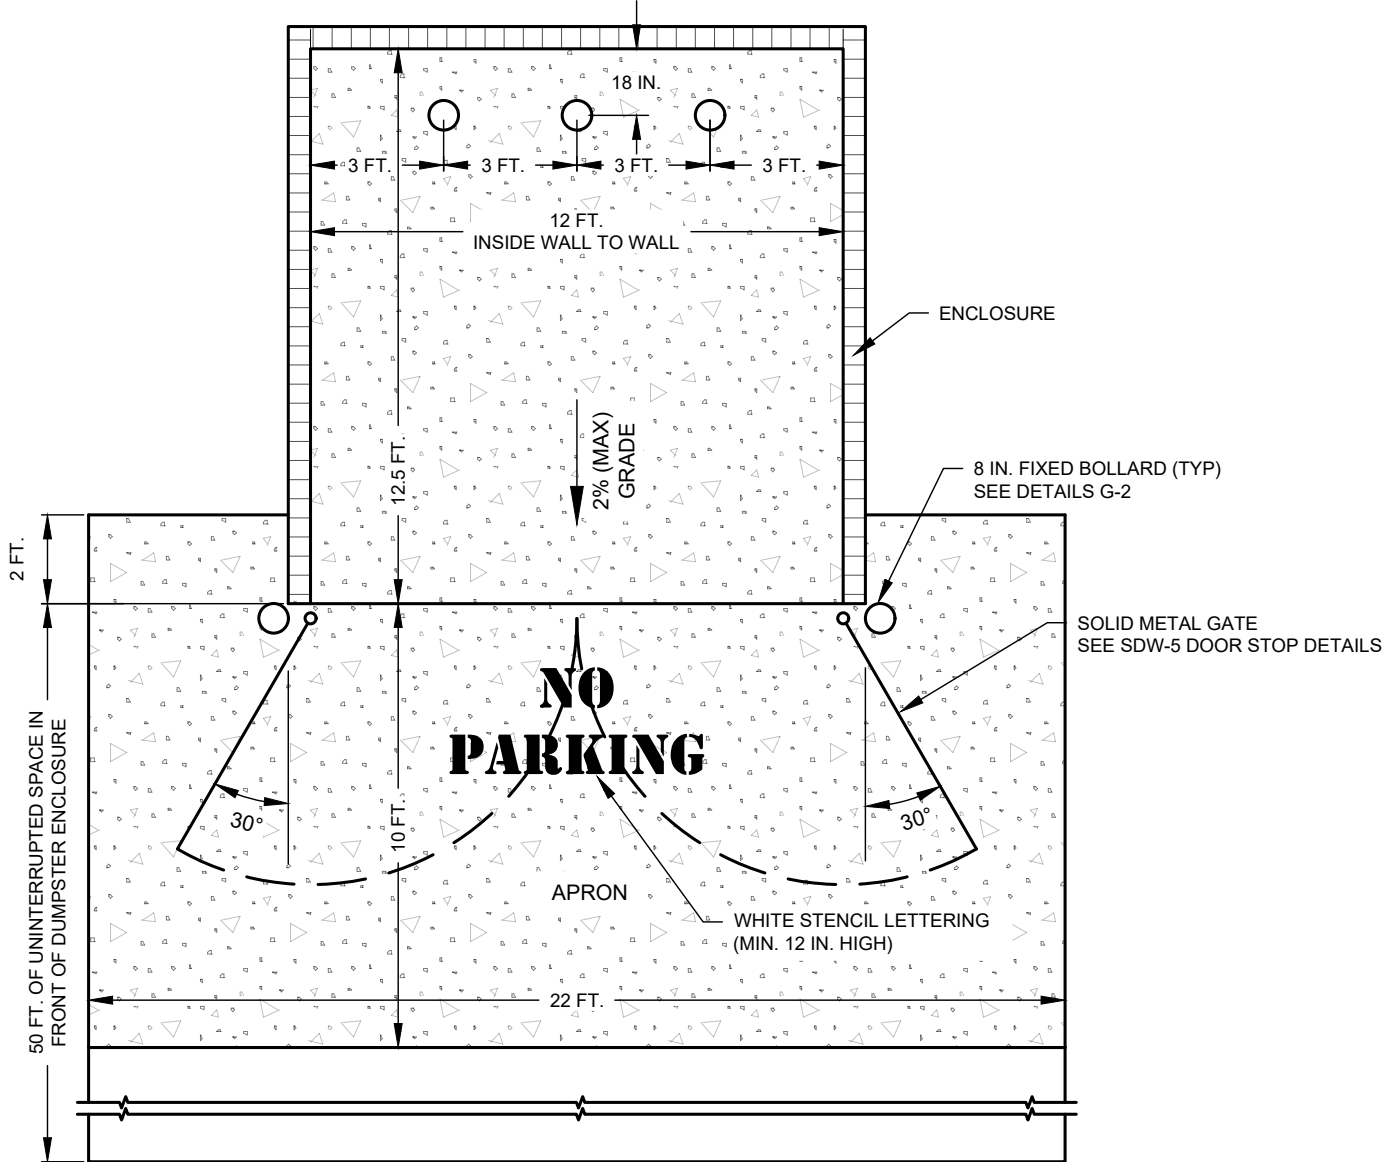 18 IN.
3 FT.
3 FT.
3 FT.
3 FT.
12 FT.
INSIDE WALL TO WALL
ENCLOSURE
12.5 FT.
2% (MAX)
GRADE
8 IN. FIXED BOLLARD (TYP)
SEE DETAILS G-2
2 FT.
SOLID METAL GATE
SEE SDW-5 DOOR STOP DETAILS
NO
PARKING
30°
10 FT.
30°
APRON
WHITE STENCIL LETTERING
(MIN. 12 IN. HIGH)
50 FT. OF UNINTERRUPTED SPACE IN
FRONT OF DUMPSTER ENCLOSURE
22 FT.